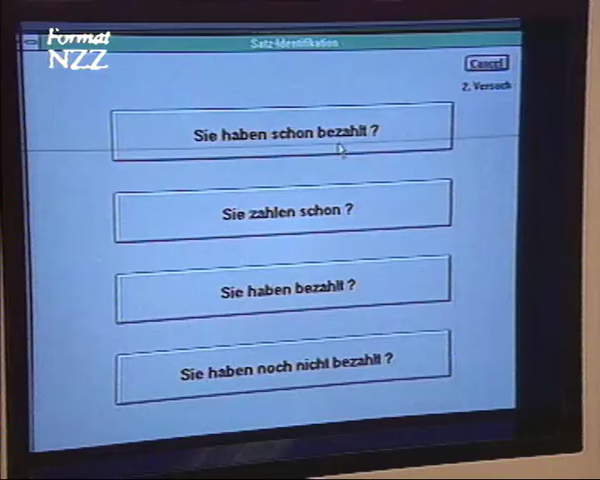 Format
NZZ
Satz-Identifikation
Cancel
2. Versuch
Sie haben schon bezahlt ?
Sie zahlen schon ?
Sie haben bezahlt ?
Sie haben noch nicht bezahlt ?